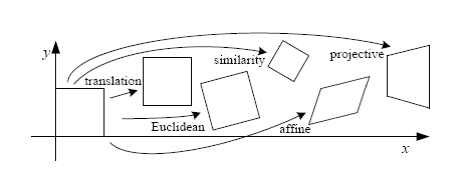 y
similarity
projective
translation
Euclidean
affine
x